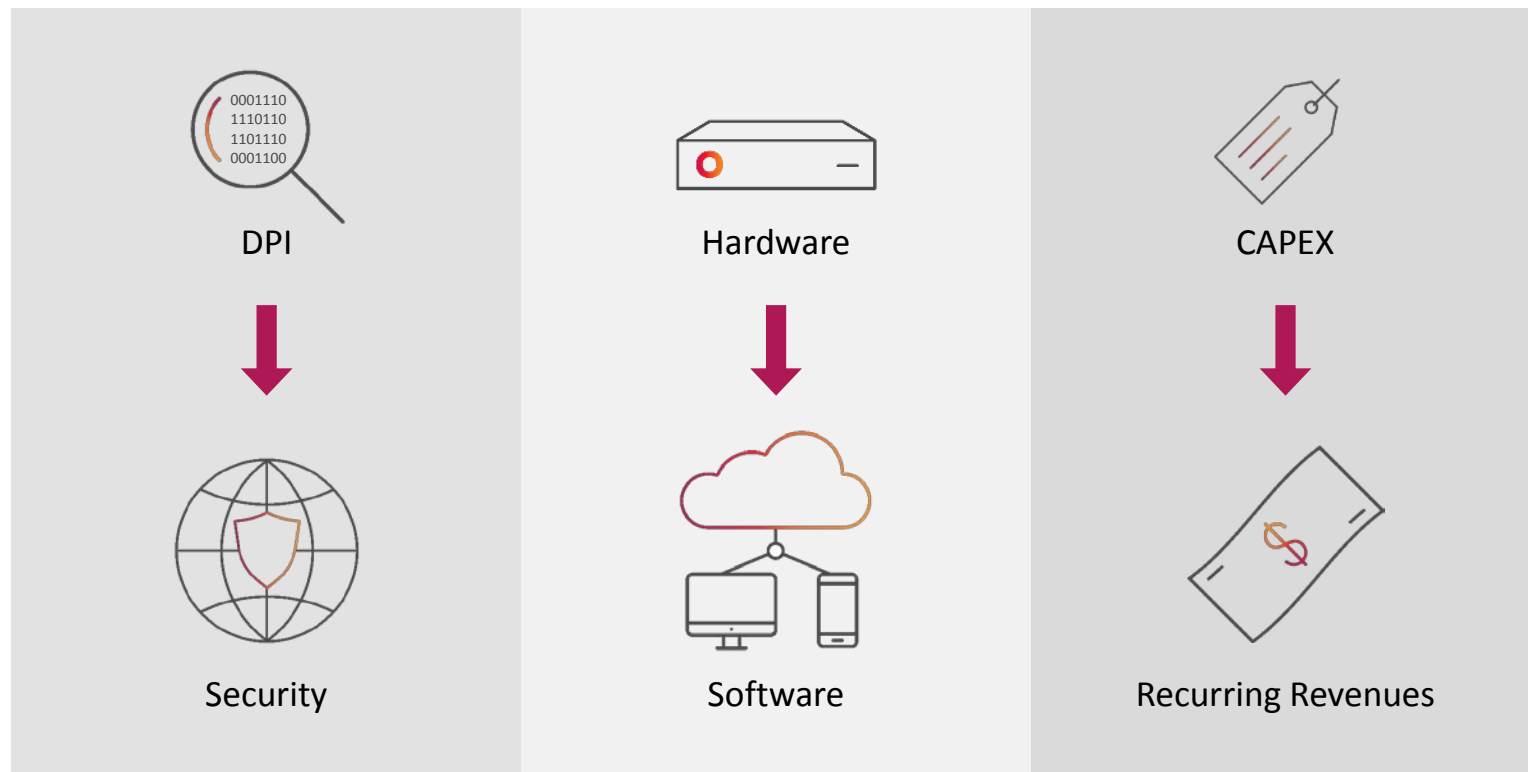 0001110
1110110
1101110
0001100
DPI
Hardware
CAPEX
Security
Software
Recurring Revenues